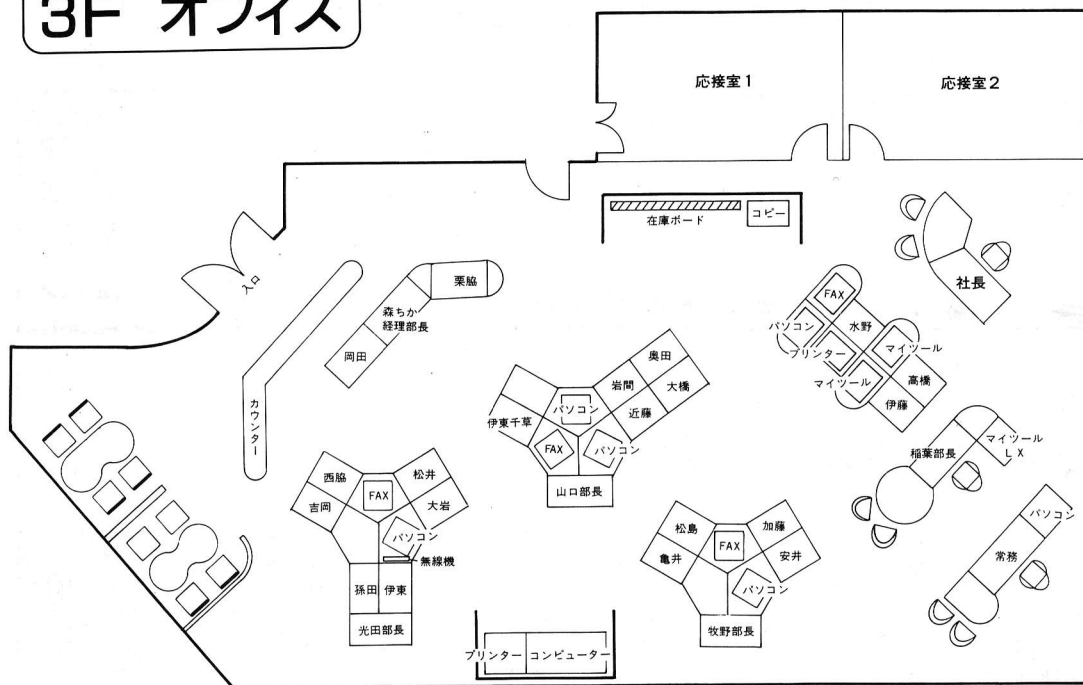 3F オフィス
応接室1
応接室2
在庫ボード
コピー
入口
カウンター
栗脇
森ちか
経理部長
岡田
社長
FAX
パソコン
水野
プリンター
マイツール
マイツール
高橋
伊藤
奥田
岩間
大橋
パソコン
近藤
伊東千草
FAX
パソコン
山口部長
稲葉部長
マイツール
LX
パソコン
常務
西脇
松井
FAX
吉岡
大岩
パソコン
無線機
孫田
伊東
光田部長
松島
加藤
FAX
亀井
安井
パソコン
牧野部長
プリンター
コンピューター